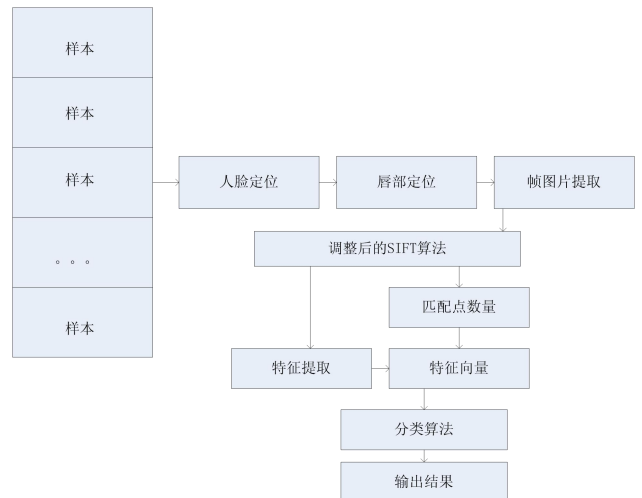 样本
样本
样本
。。。
样本
人脸定位
唇部定位
帧图片提取
调整后的SIFT算法
匹配点数量
特征提取
特征向量
分类算法
输出结果